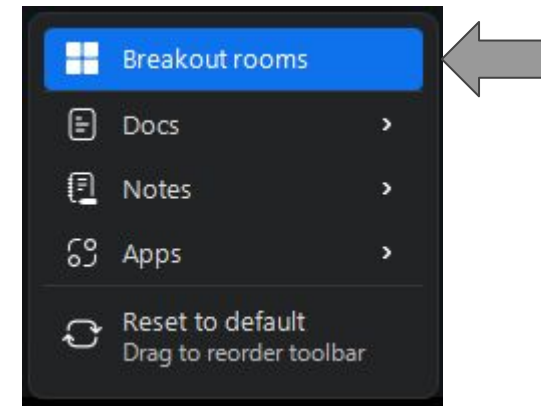 Breakout rooms
Docs
Notes
Apps
Reset to default
Drag to reorder toolbar